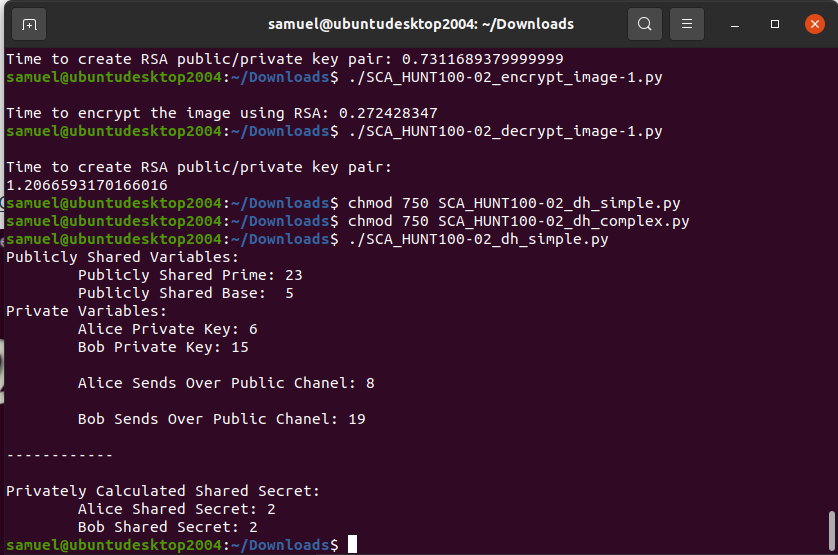 samuel@ubuntudesktop2004: ~/Downloads
Time to create RSA public/private key pair: 0.7311689379999999
samuel@ubuntudesktop2004:~/Downloads$ ./SCA_HUNT100-02_encrypt_image-1.py
Time to encrypt the image using RSA: 0.272428347
samuel@ubuntudesktop2004:~/Downloads$ ./SCA_HUNT100-02_decrypt_image-1.py
Time to create RSA public/private key pair:
1.2066593170166016
samuel@ubuntudesktop2004:~/Downloads$ chmod 750 SCA_HUNT100-02_dh_simple.py
samuel@ubuntudesktop2004:~/Downloads$ chmod 750 SCA_HUNT100-02_dh_complex.py
samuel@ubuntudesktop2004:~/Downloads$ ./SCA_HUNT100-02_dh_simple.py
Publicly Shared Variables:
Publicly Shared Prime: 23
Publicly Shared Base:  5
Private Variables:
Alice Private Key: 6
Bob Private Key: 15
Alice Sends Over Public Chanel: 8
Bob Sends Over Public Chanel: 19
------------
Privately Calculated Shared Secret:
Alice Shared Secret: 2
Bob Shared Secret: 2
samuel@ubuntudesktop2004:~/Downloads$